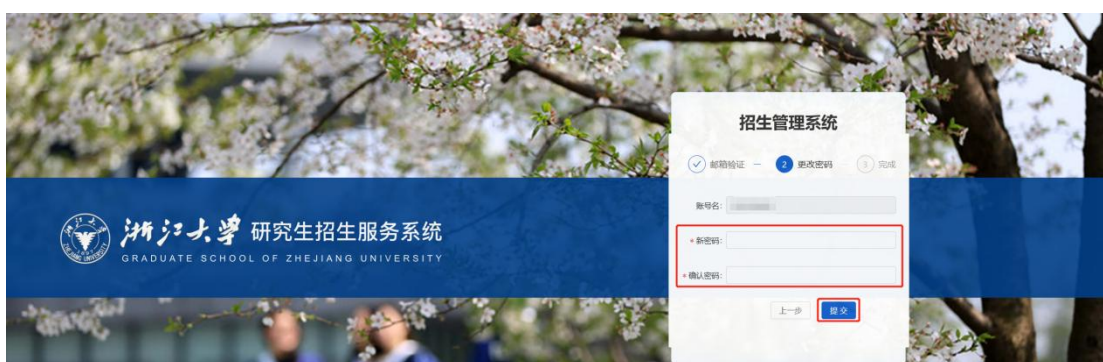 浙江大学 研究生招生服务系统
GRADUATE SCHOOL OF ZHEJIANG UNIVERSITY
招生管理系统
邮箱验证 2 更改密码 3 完成
账号名:
* 新密码:
* 确认密码:
上一步 提交